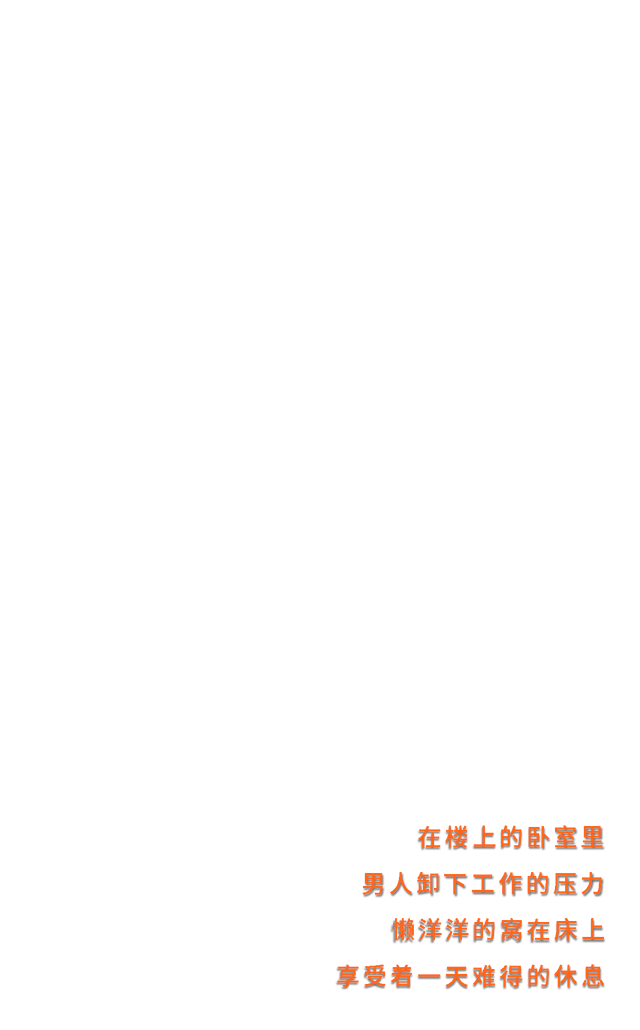 在楼上的卧室里
男人卸下工作的压力
懒洋洋的窝在床上
享受着一天难得的休息